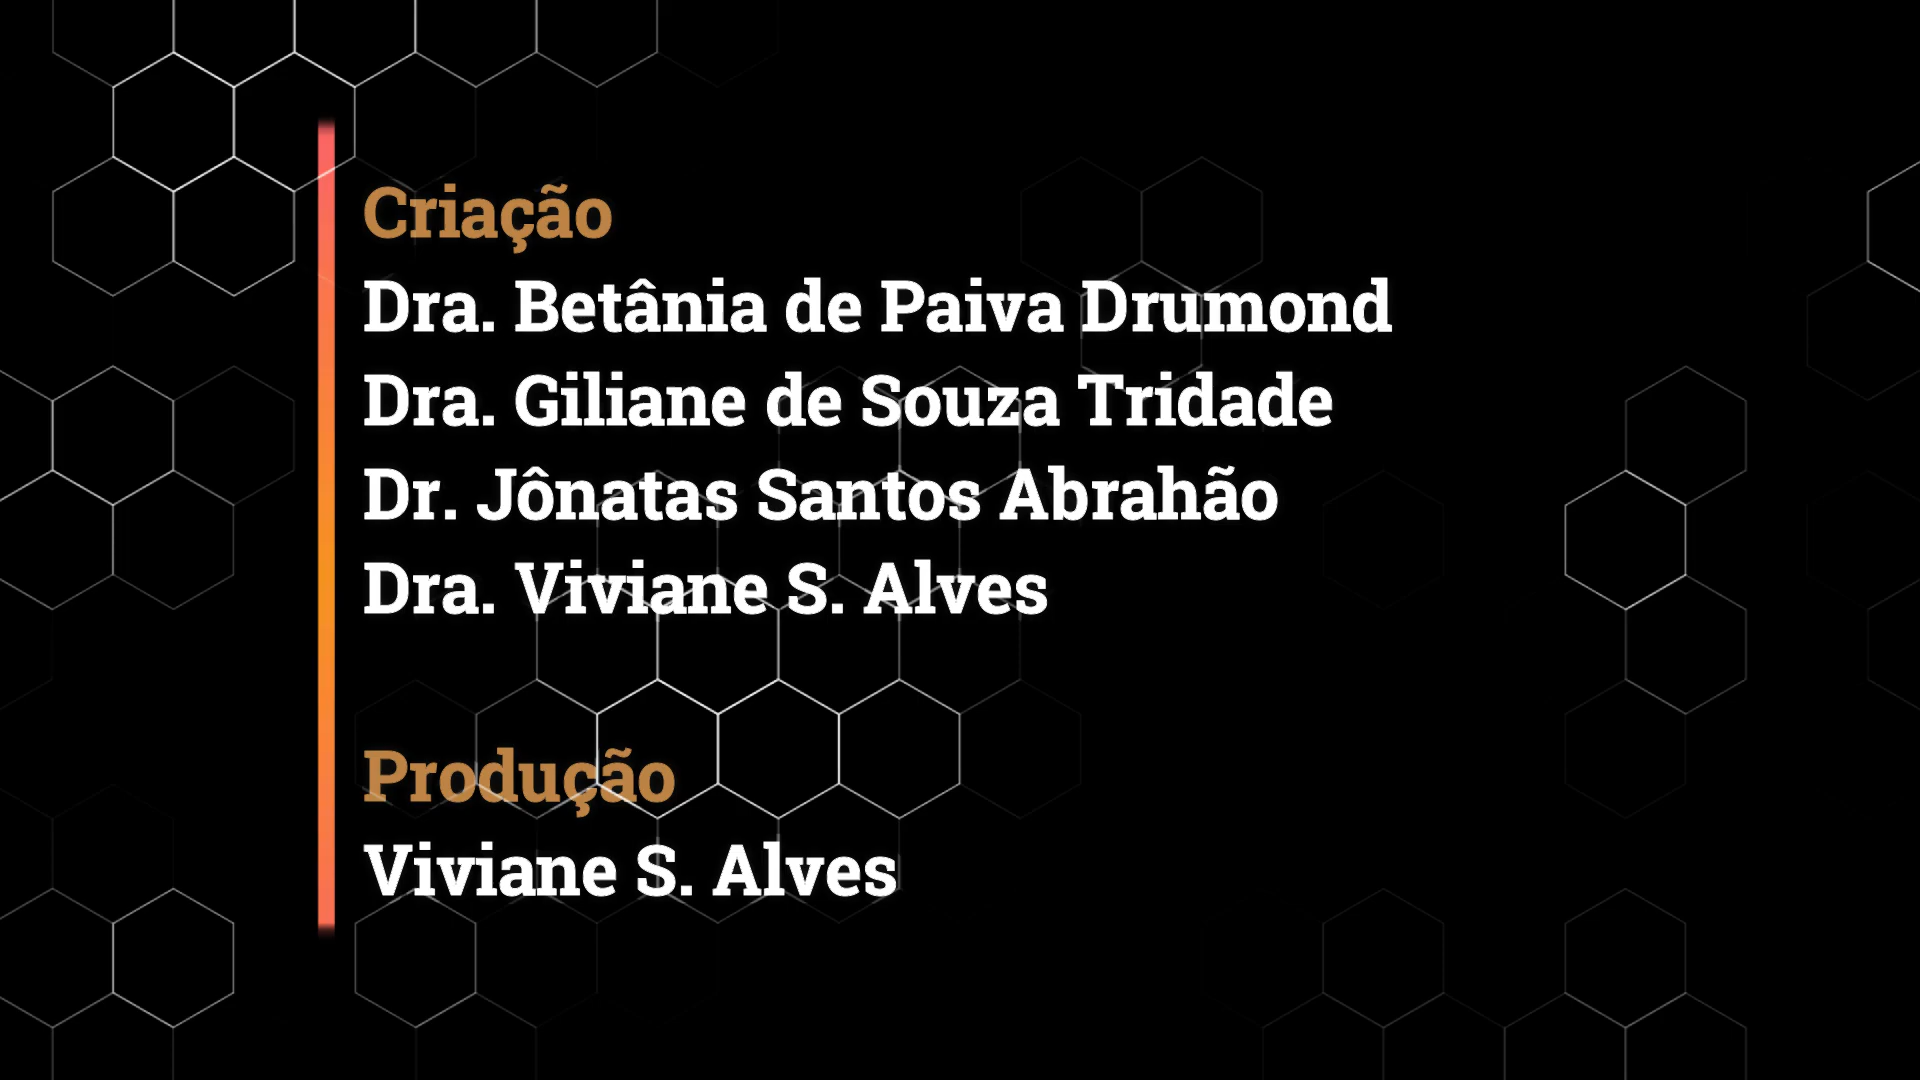 Criação
Dra. Betânia de Paiva Drumond
Dra. Giliane de Souza Tridade
Dr. Jônatas Santos Abrahão
Dra. Viviane S. Alves
Produção
Viviane S. Alves